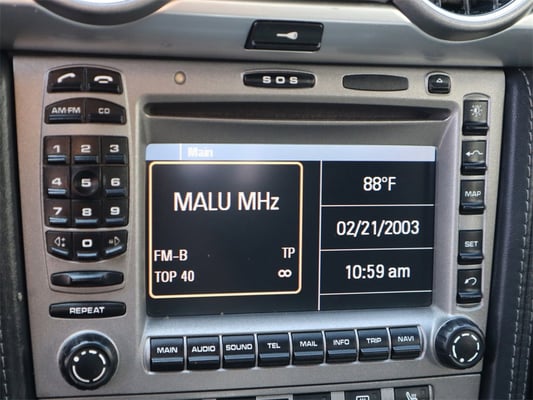 SOS
AM·FM CD
1 2 3
4 5 6
7 8 9
0
REPEAT
Main
MALU MHz
FM-B TP
TOP 40 ∞
88°F
02/21/2003
10:59 am
MAP
SET
MAIN AUDIO SOUND TEL MAIL INFO TRIP NAVI